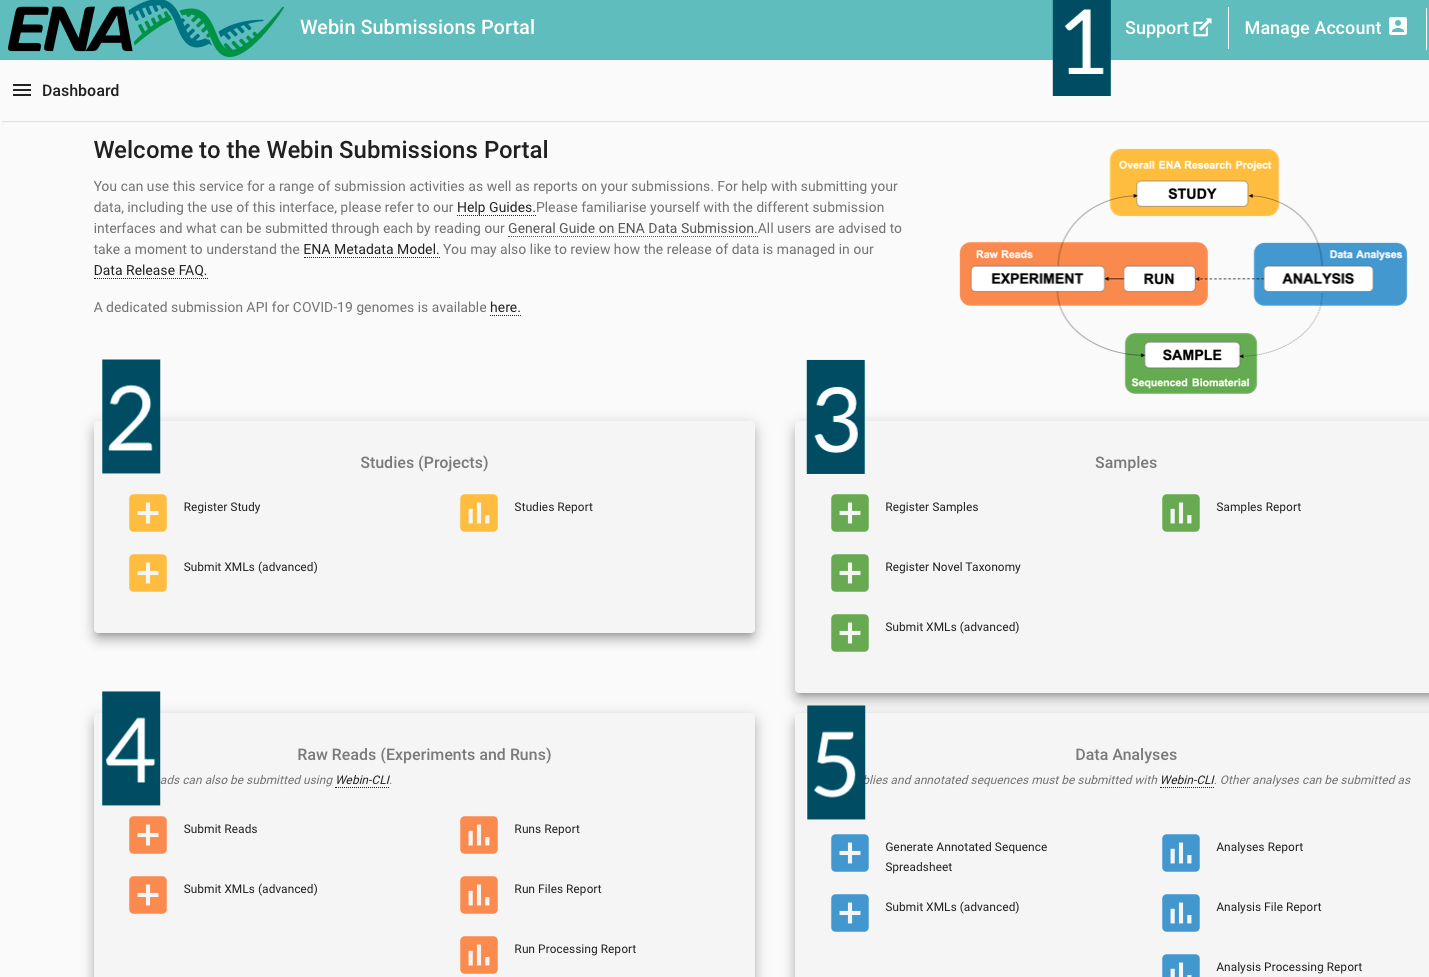 ENA
Webin Submissions Portal
1
Support
Manage Account
Dashboard
Welcome to the Webin Submissions Portal
You can use this service for a range of submission activities as well as reports on your submissions. For help with submitting your
data, including the use of this interface, please refer to our Help Guides.Please familiarise yourself with the different submission
interfaces and what can be submitted through each by reading our General Guide on ENA Data Submission.All users are advised to
take a moment to understand the ENA Metadata Model. You may also like to review how the release of data is managed in our
Data Release FAQ.
A dedicated submission API for COVID-19 genomes is available here.
Overall ENA Research Project
STUDY
Raw Reads
EXPERIMENT
RUN
Data Analyses
ANALYSIS
SAMPLE
Sequenced Biomaterial
2
Studies (Projects)
Register Study
Studies Report
Submit XMLs (advanced)
3
Samples
Register Samples
Samples Report
Register Novel Taxonomy
Submit XMLs (advanced)
4
Raw Reads (Experiments and Runs)
can also be submitted using Webin-CLI.
Submit Reads
Runs Report
Submit XMLs (advanced)
Run Files Report
Run Processing Report
5
Data Analyses
and annotated sequences must be submitted with Webin-CLI. Other analyses can be submitted as
Generate Annotated Sequence
Spreadsheet
Analyses Report
Submit XMLs (advanced)
Analysis File Report
Analysis Processing Report